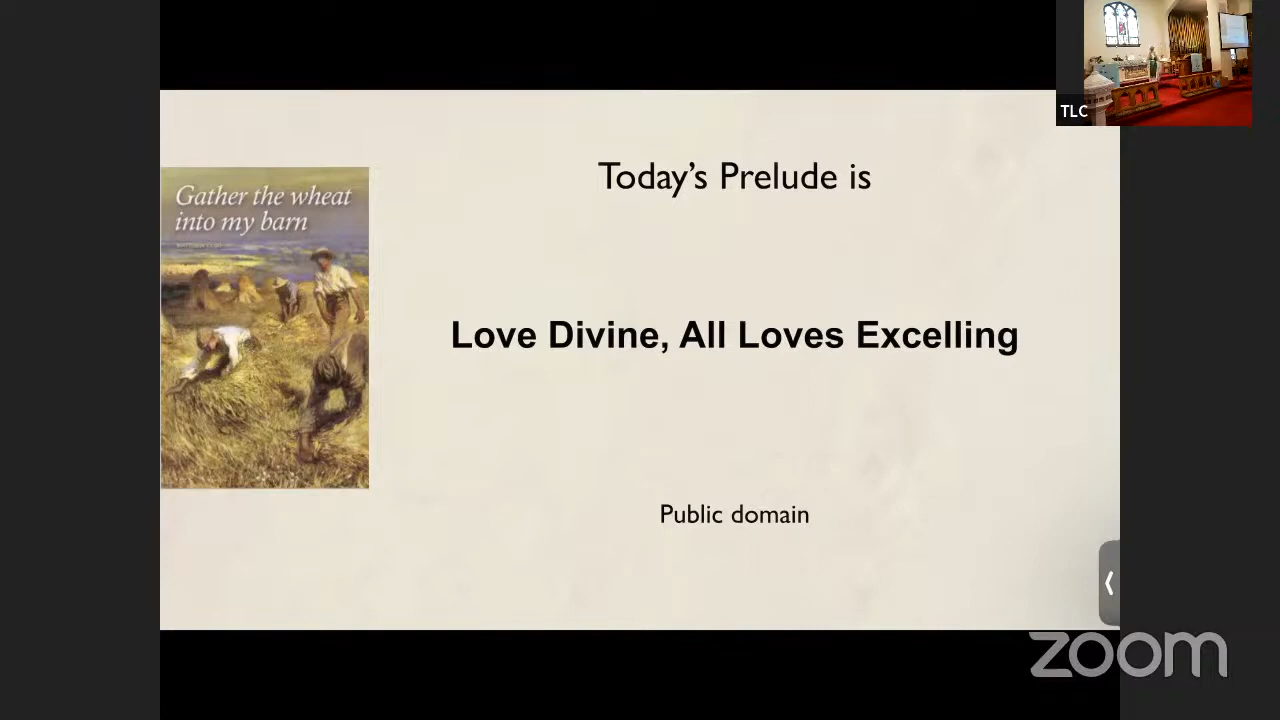 TLC
Today's Prelude is
Gather the wheat
into my barn
Love Divine, All Loves Excelling
Public domain
zoom